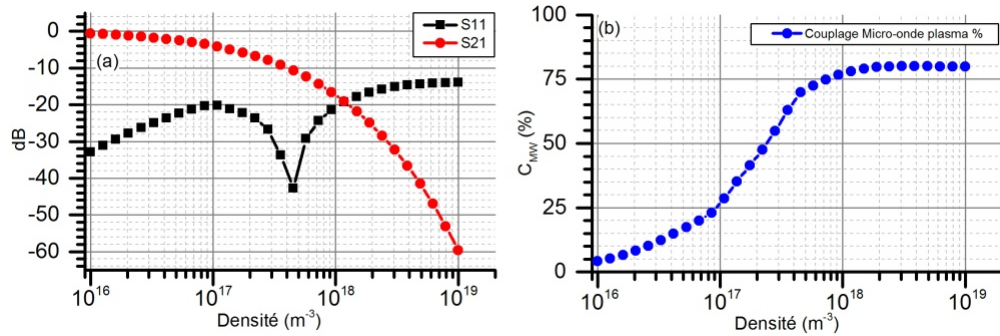 S11
S21
(a)
0
-10
-20
-30
-40
-50
-60
dB
10^16 10^17 10^18 10^19
Densité (m^-3)
(b)
Couplage Micro-onde plasma %
100
75
50
25
0
C_MW (%)
10^16 10^17 10^18 10^19
Densité (m^-3)